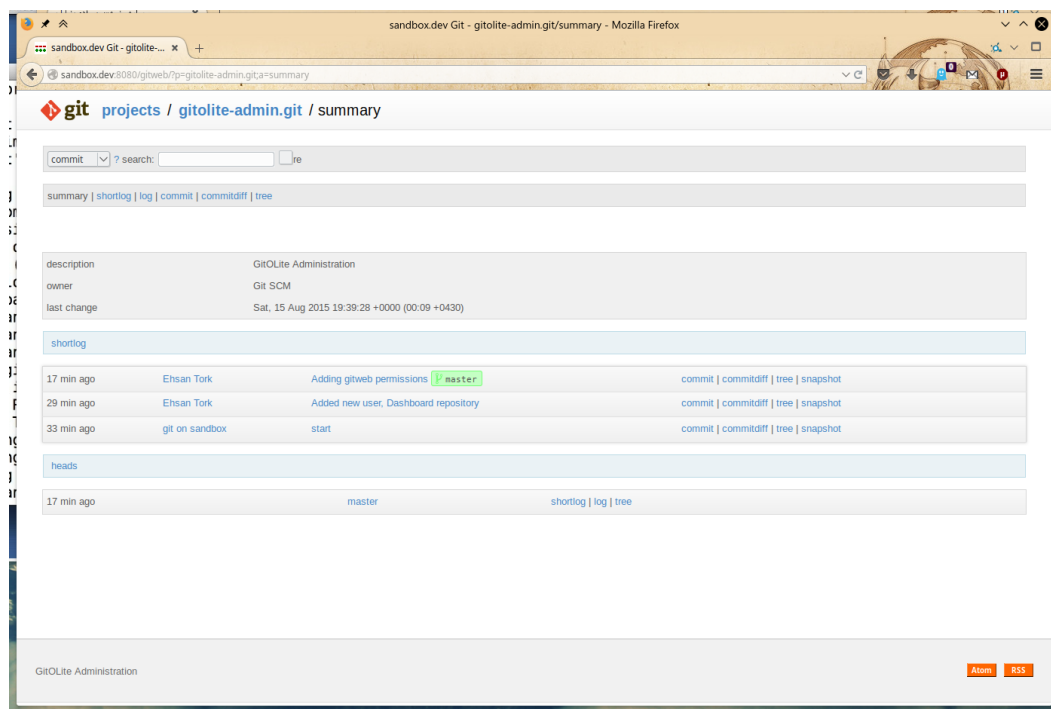 sandbox.dev Git - gitolite-admin.git/summary - Mozilla Firefox
sandbox.dev Git - gitolite-... × +
sandbox.dev:8080/gitweb/?p=gitolite-admin.git;a=summary
0
git projects / gitolite-admin.git / summary
commit ? search: re
summary | shortlog | log | commit | commitdiff | tree
description GitOLite Administration
owner Git SCM
last change Sat, 15 Aug 2015 19:39:28 +0000 (00:09 +0430)
shortlog
17 min ago Ehsan Tork Adding gitweb permissions master commit | commitdiff | tree | snapshot
29 min ago Ehsan Tork Added new user, Dashboard repository commit | commitdiff | tree | snapshot
33 min ago git on sandbox start commit | commitdiff | tree | snapshot
heads
17 min ago master shortlog | log | tree
GitOLite Administration Atom RSS